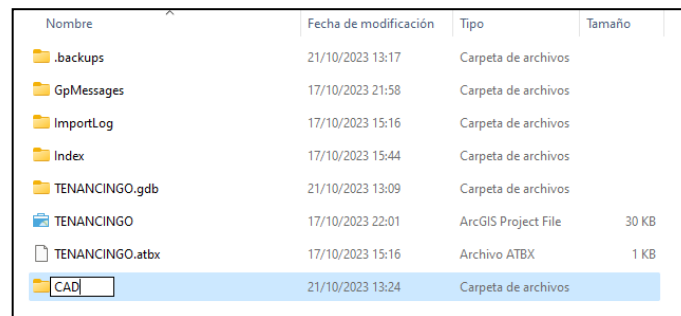 Nombre Fecha de modificación Tipo Tamaño
.backups 21/10/2023 13:17 Carpeta de archivos
GpMessages 17/10/2023 21:58 Carpeta de archivos
ImportLog 17/10/2023 15:16 Carpeta de archivos
Index 17/10/2023 15:44 Carpeta de archivos
TENANCINGO.gdb 21/10/2023 13:09 Carpeta de archivos
TENANCINGO 17/10/2023 22:01 ArcGIS Project File 30 KB
TENANCINGO.atbx 17/10/2023 15:16 Archivo ATBX 1 KB
CAD 21/10/2023 13:24 Carpeta de archivos